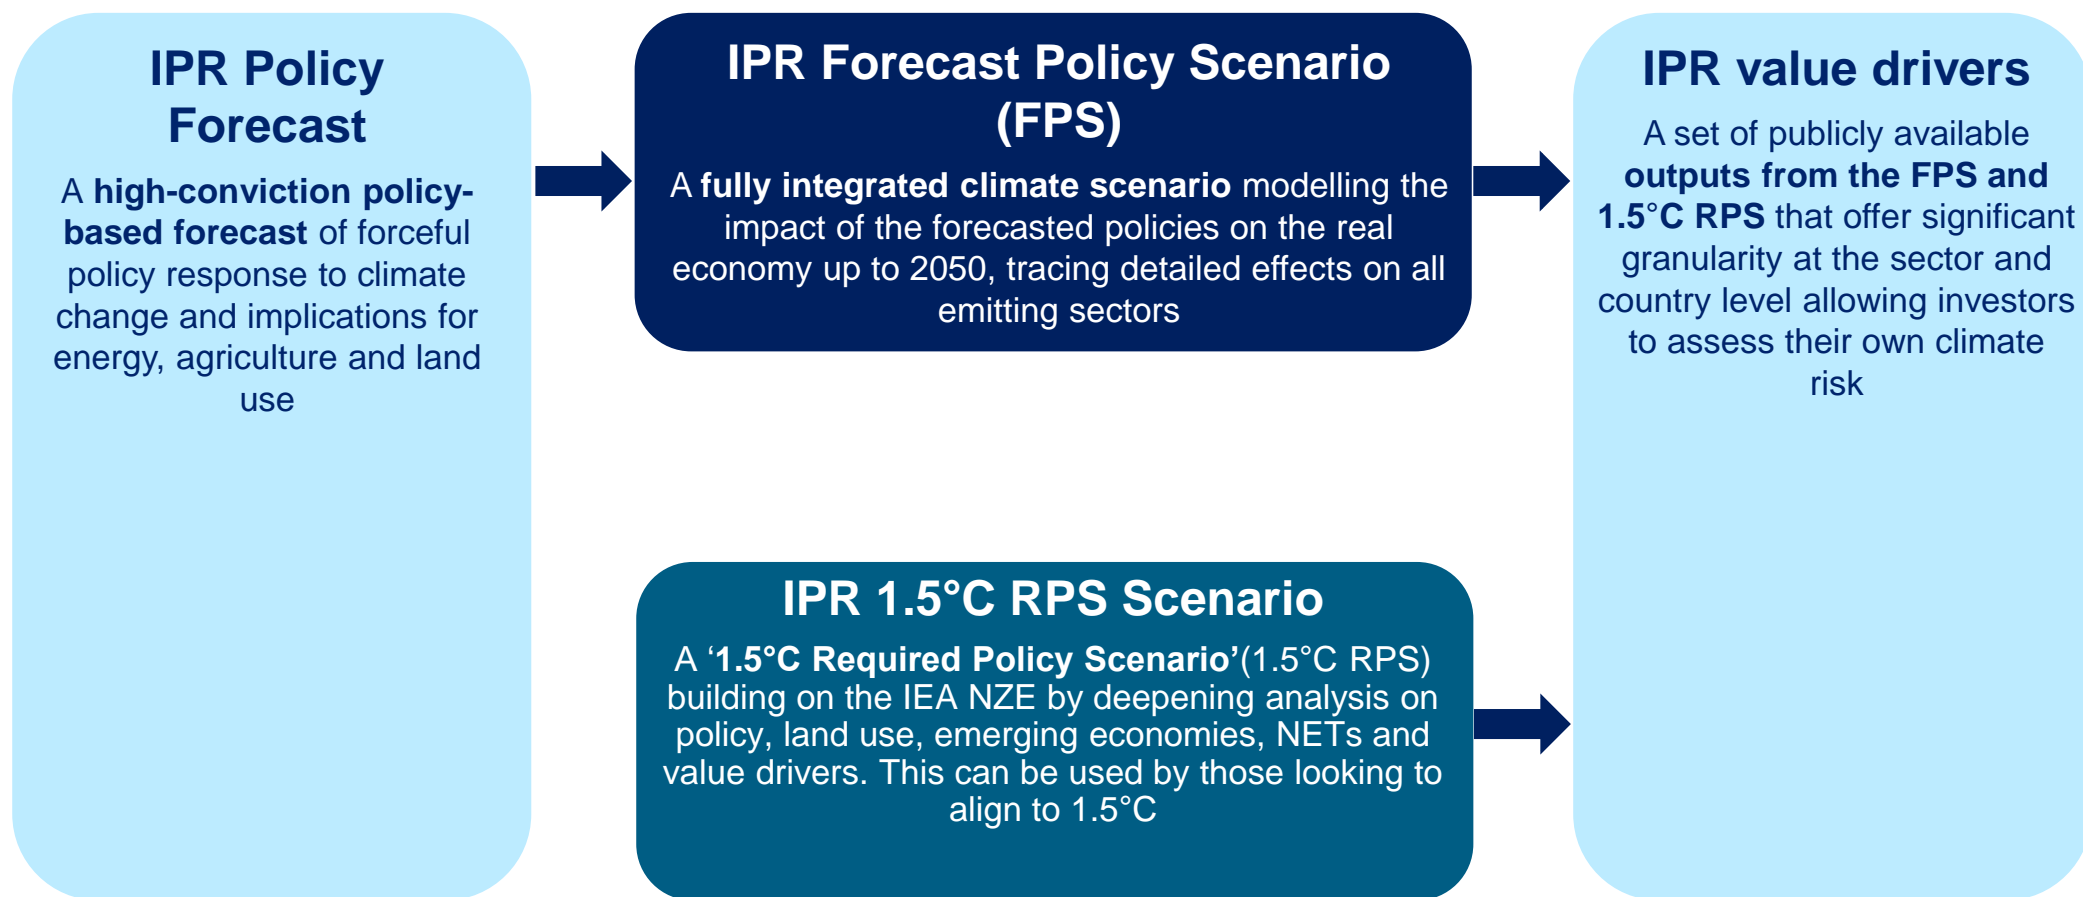 IPR Policy
Forecast
A high-conviction policy-
based forecast of forceful
policy response to climate
change and implications for
energy, agriculture and land
use
IPR Forecast Policy Scenario
(FPS)
A fully integrated climate scenario modelling the
impact of the forecasted policies on the real
economy up to 2050, tracing detailed effects on all
emitting sectors
IPR 1.5°C RPS Scenario
A ‘1.5°C Required Policy Scenario’(1.5°C RPS)
building on the IEA NZE by deepening analysis on
policy, land use, emerging economies, NETs and
value drivers. This can be used by those looking to
align to 1.5°C
IPR value drivers
A set of publicly available
outputs from the FPS and
1.5°C RPS that offer significant
granularity at the sector and
country level allowing investors
to assess their own climate
risk